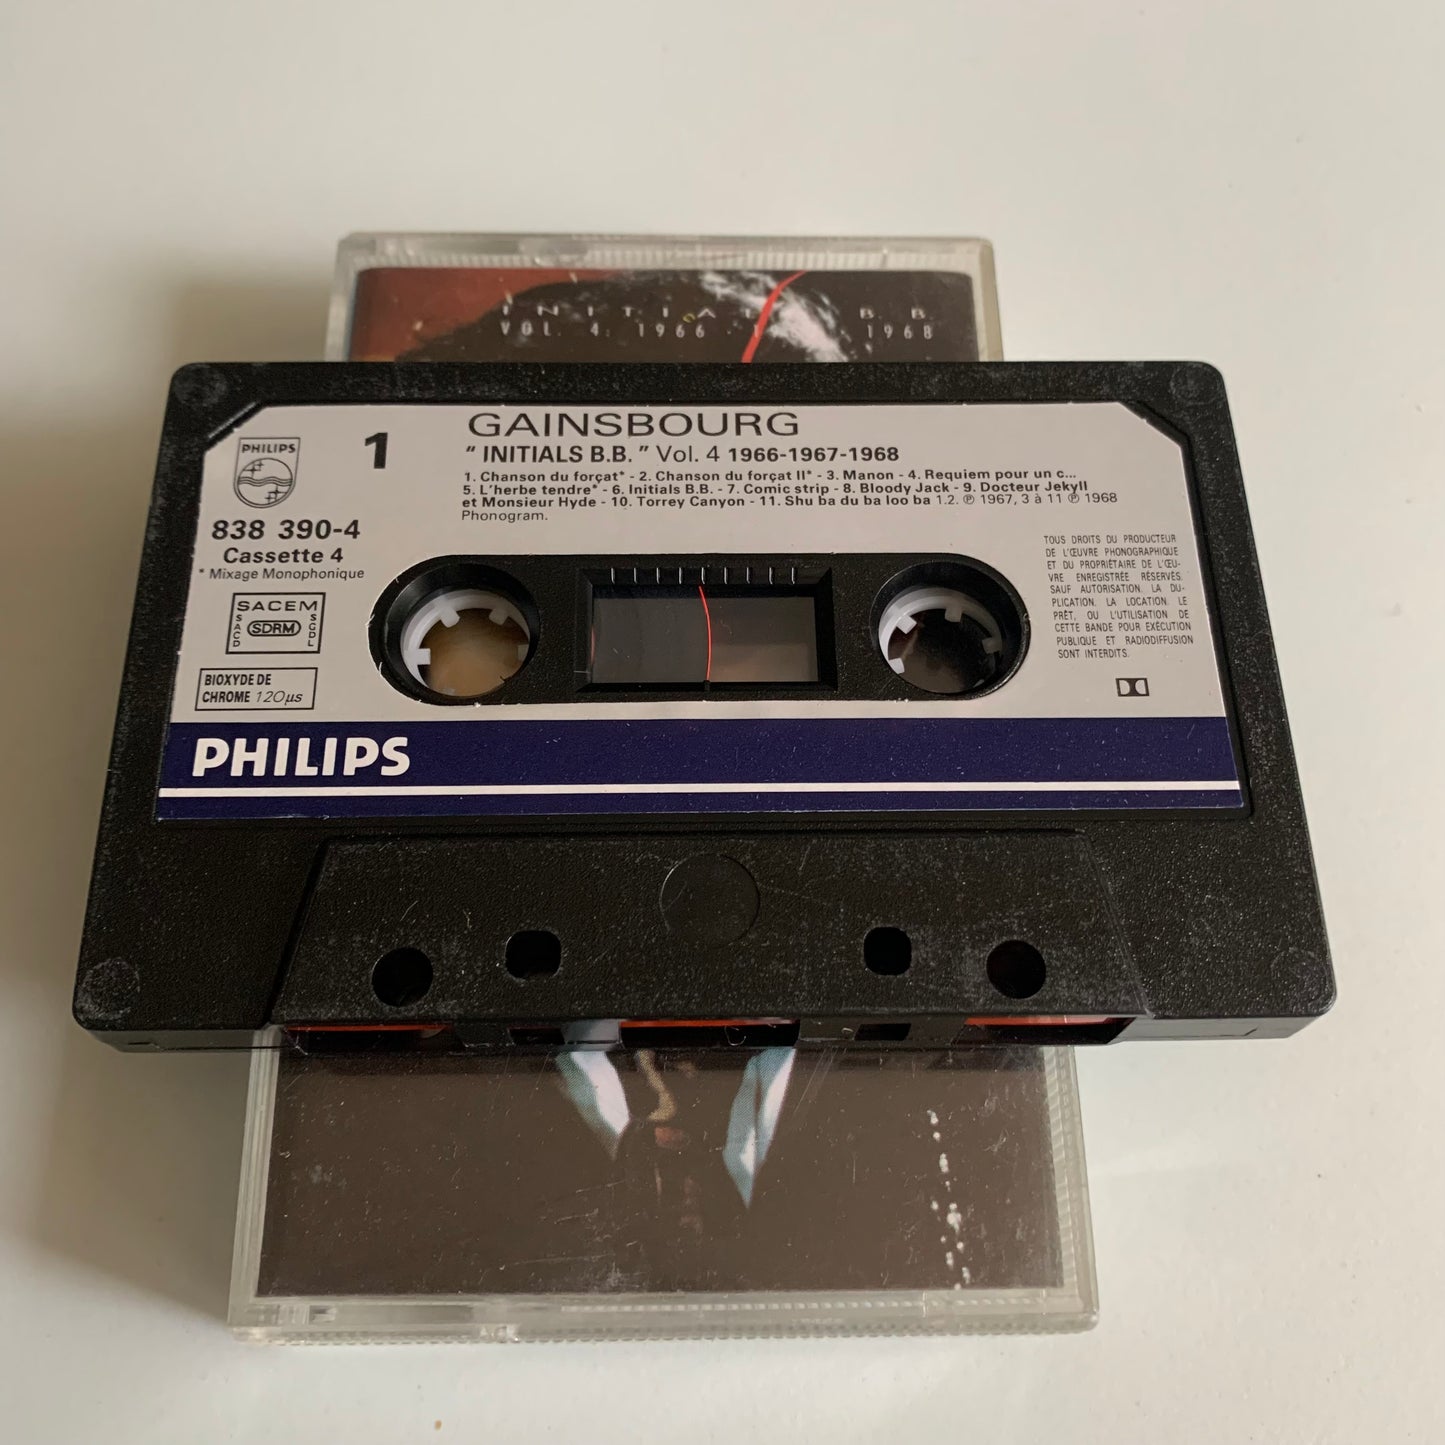 INITIALS B.B.
VOL. 4. 1966 · 1968
GAINSBOURG
" INITIALS B.B. " Vol. 4 1966-1967-1968
1. Chanson du forçat* - 2. Chanson du forçat II* - 3. Manon - 4. Requiem pour un c...
5. L'herbe tendre* - 6. Initials B.B. - 7. Comic strip - 8. Bloody Jack - 9. Docteur Jekyll
et Monsieur Hyde - 10. Torrey Canyon - 11. Shu ba du ba loo ba 1.2. ℗ 1967, 3 à 11 ℗ 1968
Phonogram.
PHILIPS
1
838 390-4
Cassette 4
* Mixage Monophonique
SACEM
SACD
SDRM
SGDL
BIOXYDE DE
CHROME 120µs
TOUS DROITS DU PRODUCTEUR
DE L'ŒUVRE PHONOGRAPHIQUE
ET DU PROPRIÉTAIRE DE L'ŒU-
VRE ENREGISTRÉE RÉSERVÉS.
SAUF AUTORISATION. LA DU-
PLICATION. LA LOCATION. LE
PRÊT, OU L'UTILISATION DE
CETTE BANDE POUR EXÉCUTION
PUBLIQUE ET RADIODIFFUSION
SONT INTERDITS.
PHILIPS